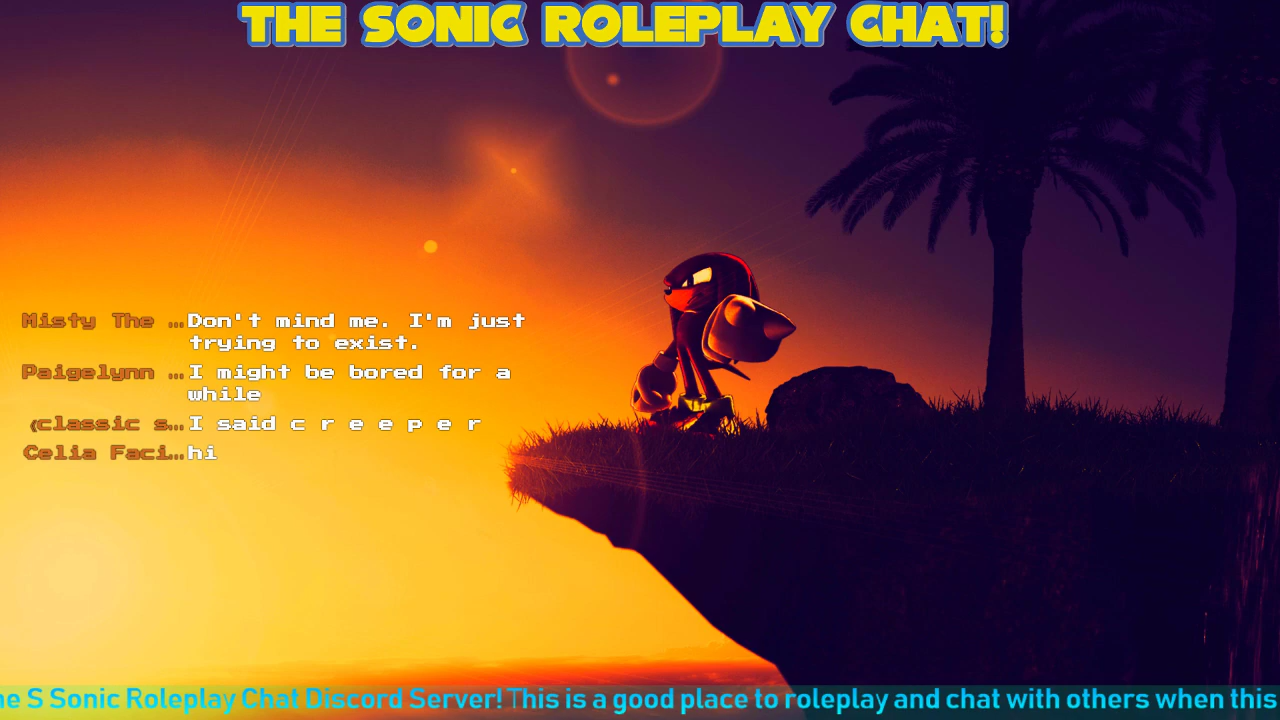 THE SONIC ROLEPLAY CHAT!
Misty The ... Don't mind me. I'm just
trying to exist.
Paigelynn ... I might be bored for a
while
(classic s... I said c r e e p e r
Celia Faci... hi
he S Sonic Roleplay Chat Discord Server! This is a good place to roleplay and chat with others when this